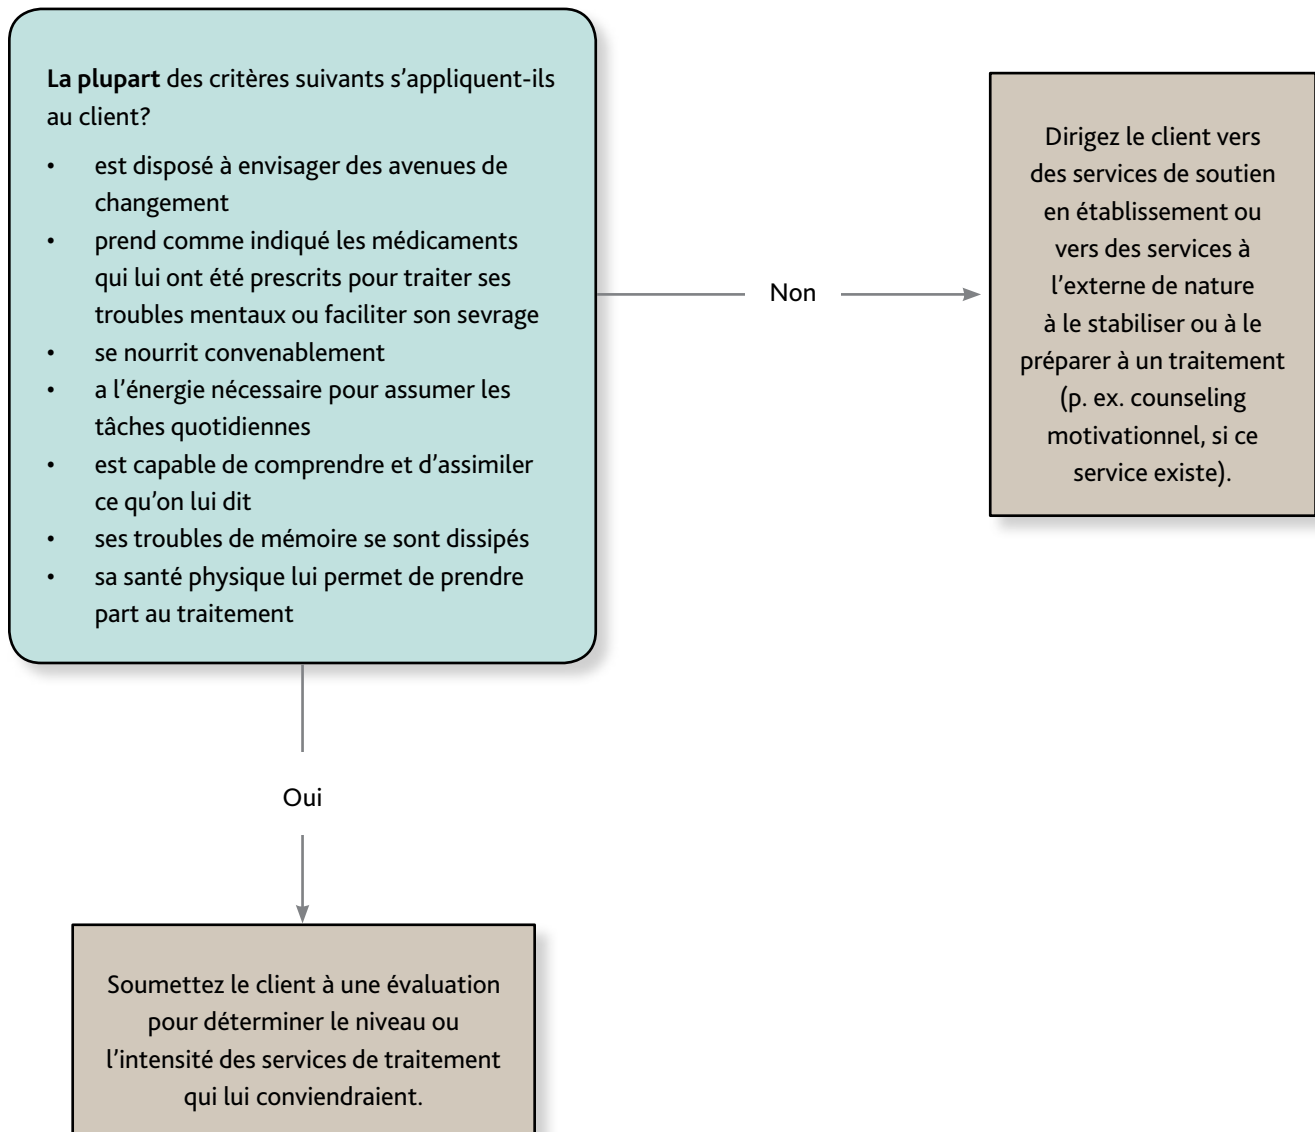 La plupart des critères suivants s’appliquent-ils
au client?
• est disposé à envisager des avenues de
changement
• prend comme indiqué les médicaments
qui lui ont été prescrits pour traiter ses
troubles mentaux ou faciliter son sevrage
• se nourrit convenablement
• a l’énergie nécessaire pour assumer les
tâches quotidiennes
• est capable de comprendre et d’assimiler
ce qu’on lui dit
• ses troubles de mémoire se sont dissipés
• sa santé physique lui permet de prendre
part au traitement
Non
Dirigez le client vers
des services de soutien
en établissement ou
vers des services à
l’externe de nature
à le stabiliser ou à le
préparer à un traitement
(p. ex. counseling
motivationnel, si ce
service existe).
Oui
Soumettez le client à une évaluation
pour déterminer le niveau ou
l’intensité des services de traitement
qui lui conviendraient.